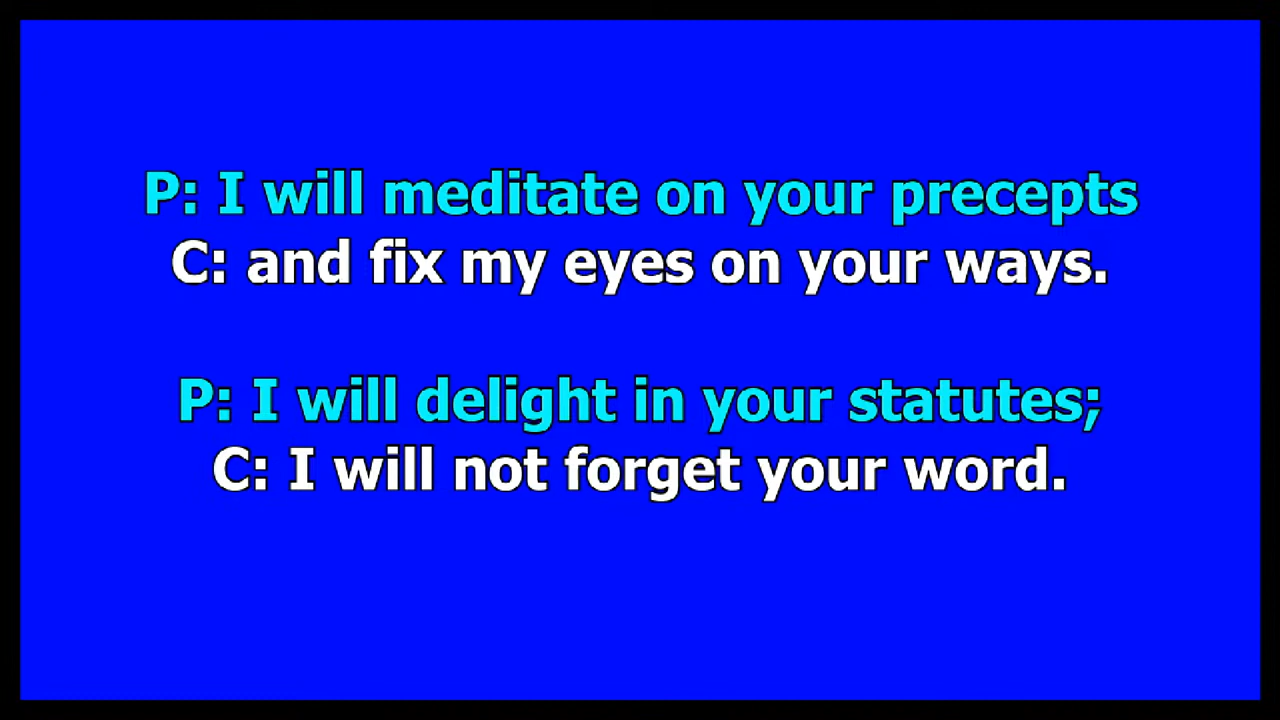 P: I will meditate on your precepts
C: and fix my eyes on your ways.
P: I will delight in your statutes;
C: I will not forget your word.